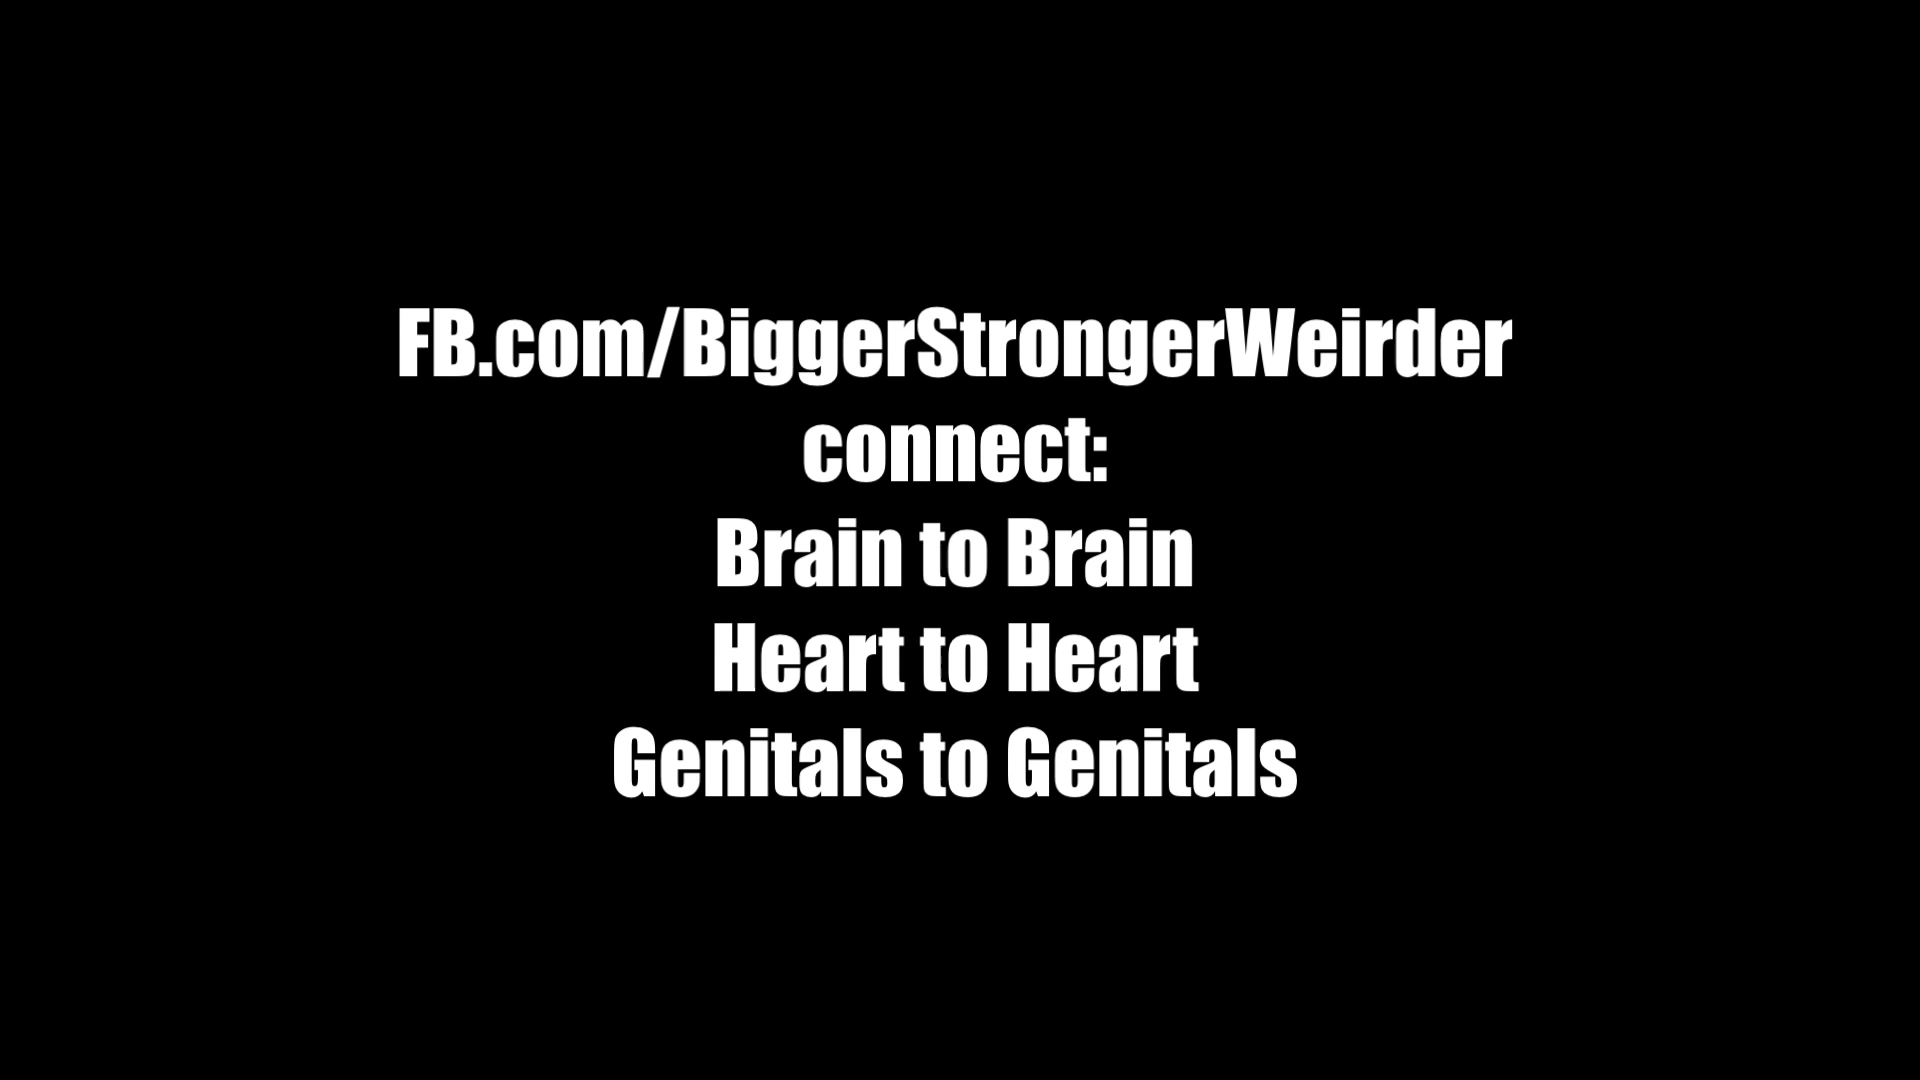 FB.com/BiggerStrongerWeirder
connect:
Brain to Brain
Heart to Heart
Genitals to Genitals